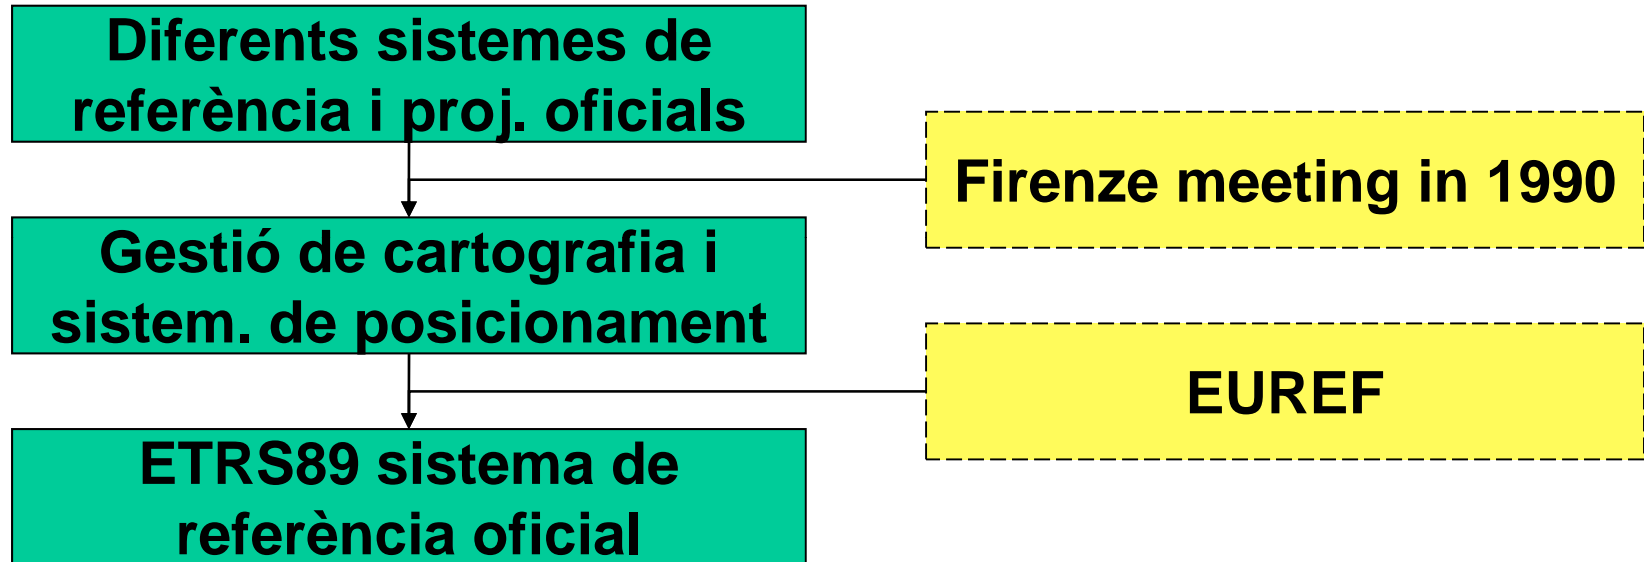 Diferents sistemes de
referència i proj. oficials
Firenze meeting in 1990
Gestió de cartografia i
sistem. de posicionament
EUREF
ETRS89 sistema de
referència oficial